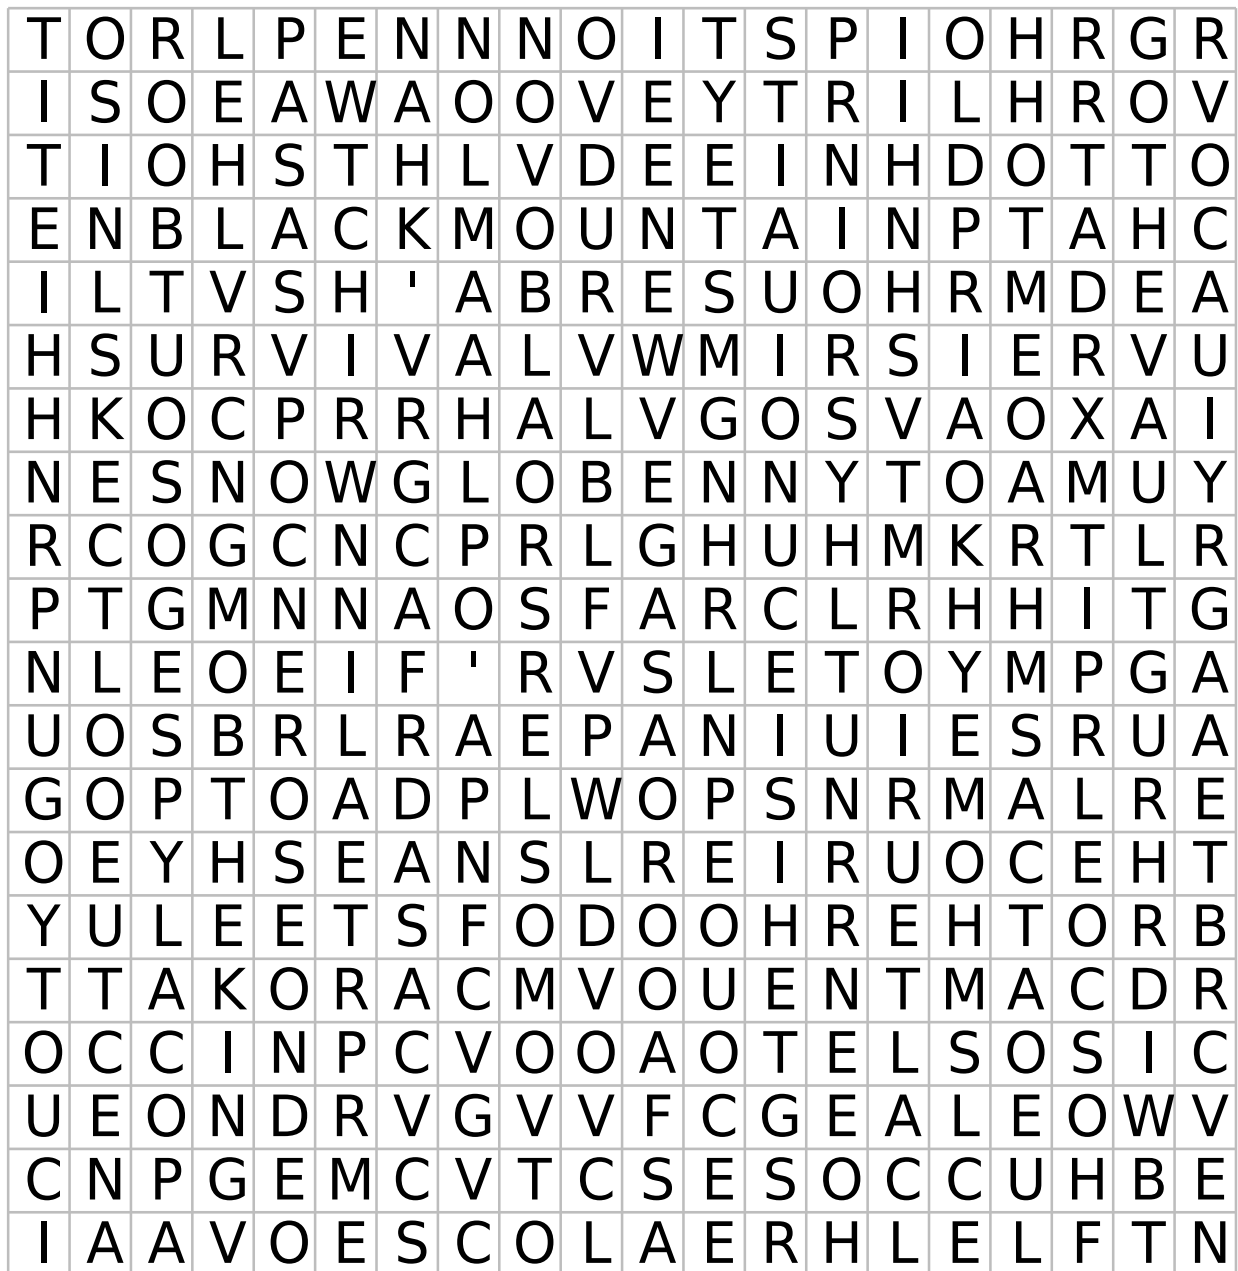 T O R L P E N N N O I T S P I O H R G R
I S O E A W A O O V E Y T R I L H R O V
T I O H S T H L V D E E I N H D O T T O
E N B L A C K M O U N T A I N P T A H C
I L T V S H ' A B R E S U O H R M D E A
H S U R V I V A L V W M I R S I E R V U
H K O C P R R H A L V G O S V A O X A I
N E S N O W G L O B E N N Y T O A M U Y
R C O G C N C P R L G H U H M K R T L R
P T G M N N A O S F A R C L R H H I T G
N L E O E I F ' R V S L E T O Y M P G A
U O S B R L R A E P A N I U I E S R U A
G O P T O A D P L W O P S N R M A L R E
O E Y H S E A N S L R E I R U O C E H T
Y U L E E T S F O D O O H R E H T O R B
T T A K O R A C M V O U E N T M A C D R
O C C I N P C V O O A O T E L S O S I C
U E O N D R V G V V F C G E A L E O W V
C N P G E M C V T C S E S O C C U H B E
I A A V O E S C O L A E R H L E L F T N